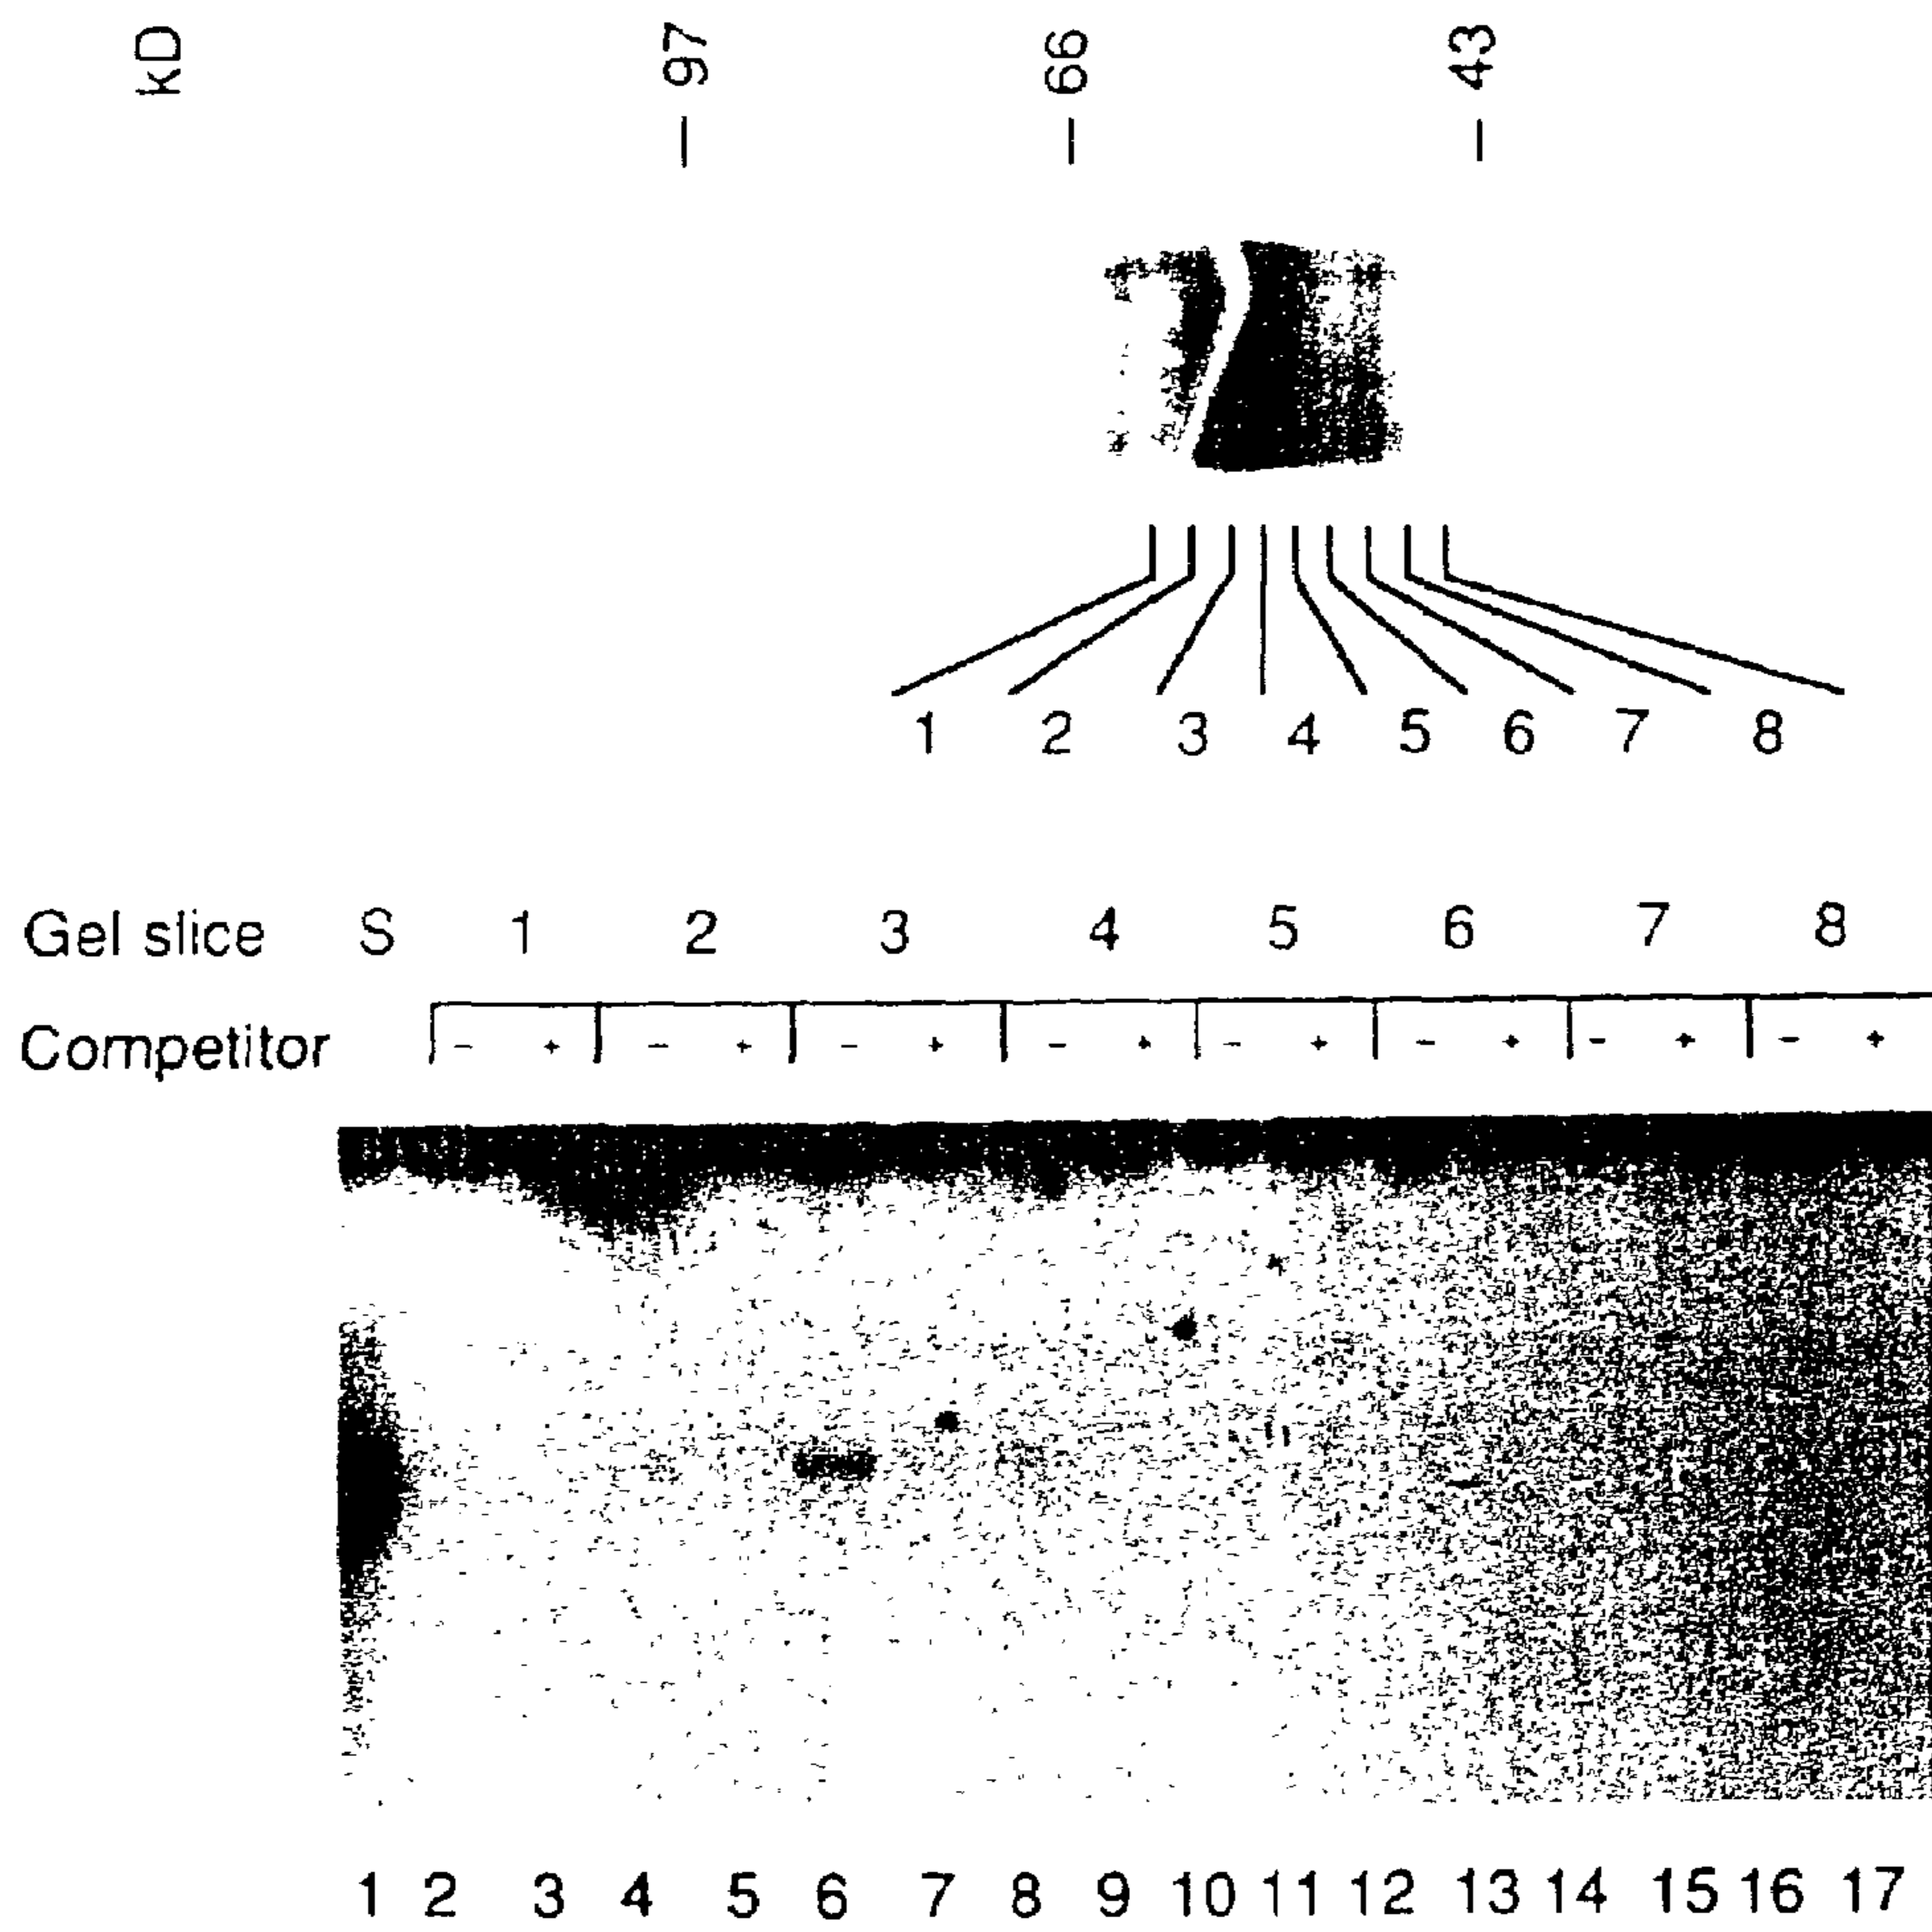 kD — 97 — 66 — 43
1 2 3 4 5 6 7 8
Gel slice S 1 2 3 4 5 6 7 8
Competitor - + - + - + - + - + - + - + - +
1 2 3 4 5 6 7 8 9 10 11 12 13 14 15 16 17